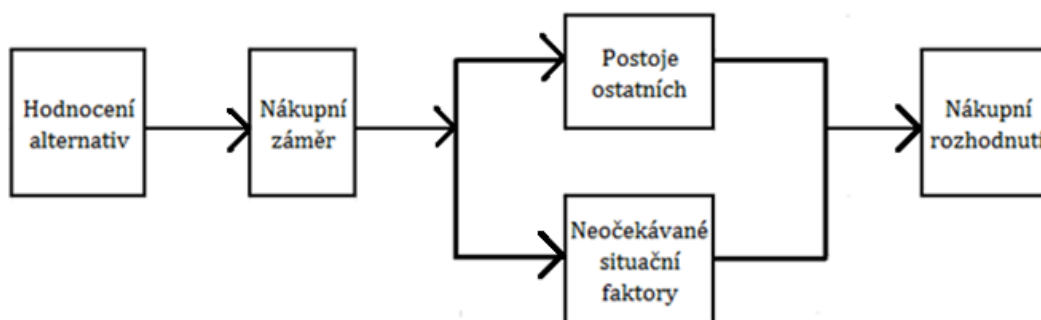 Hodnocení
alternativ
Nákupní
záměr
Postoje
ostatních
Neočekávané
situační
faktory
Nákupní
rozhodnutí